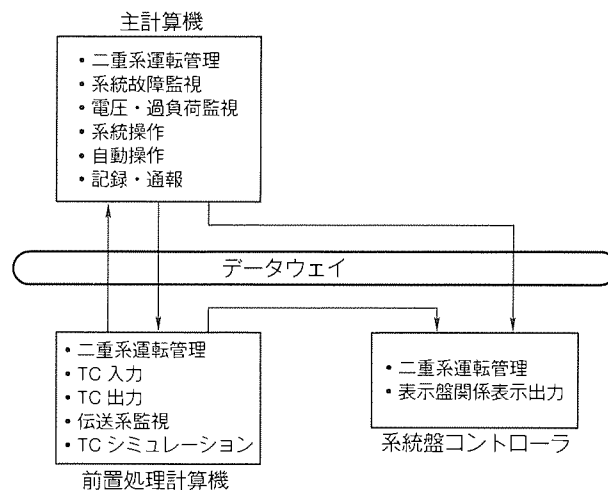 主計算機
・二重系運転管理
・系統故障監視
・電圧・過負荷監視
・系統操作
・自動操作
・記録・通報
データウェイ
・二重系運転管理
・TC 入力
・TC 出力
・伝送系監視
・TC シミュレーション
前置処理計算機
・二重系運転管理
・表示盤関係表示出力
系統盤コントローラ